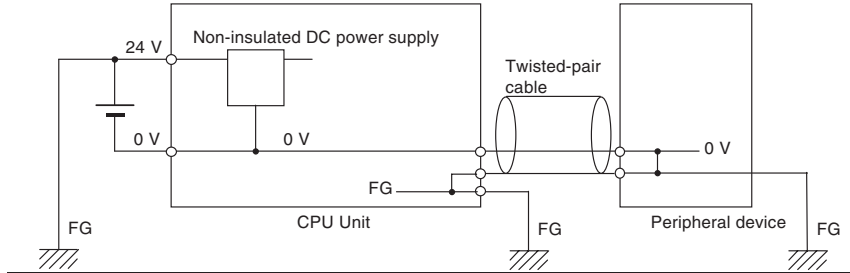 Non-insulated DC power supply
24 V
Twisted-pair
cable
0 V
0 V
0 V
FG
CPU Unit
Peripheral device
FG
FG
FG